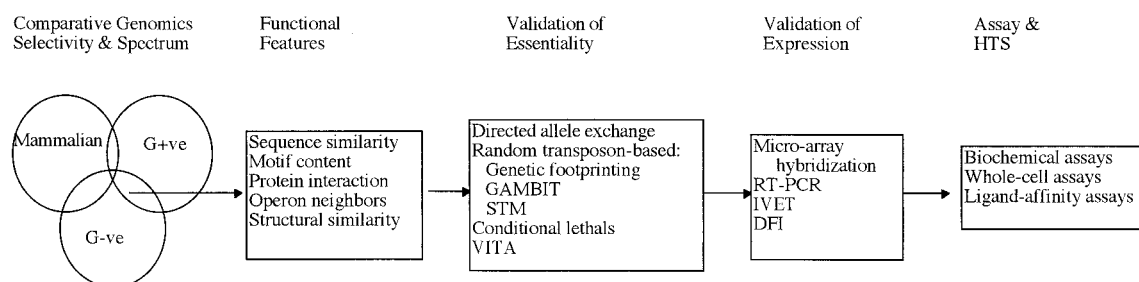 Comparative Genomics
Selectivity & Spectrum
Functional
Features
Validation of
Essentiality
Validation of
Expression
Assay &
HTS
Mammalian
G+ve
G-ve
Sequence similarity
Motif content
Protein interaction
Operon neighbors
Structural similarity
Directed allele exchange
Random transposon-based:
Genetic footprinting
GAMBIT
STM
Conditional lethals
VITA
Micro-array
hybridization
RT-PCR
IVET
DFI
Biochemical assays
Whole-cell assays
Ligand-affinity assays